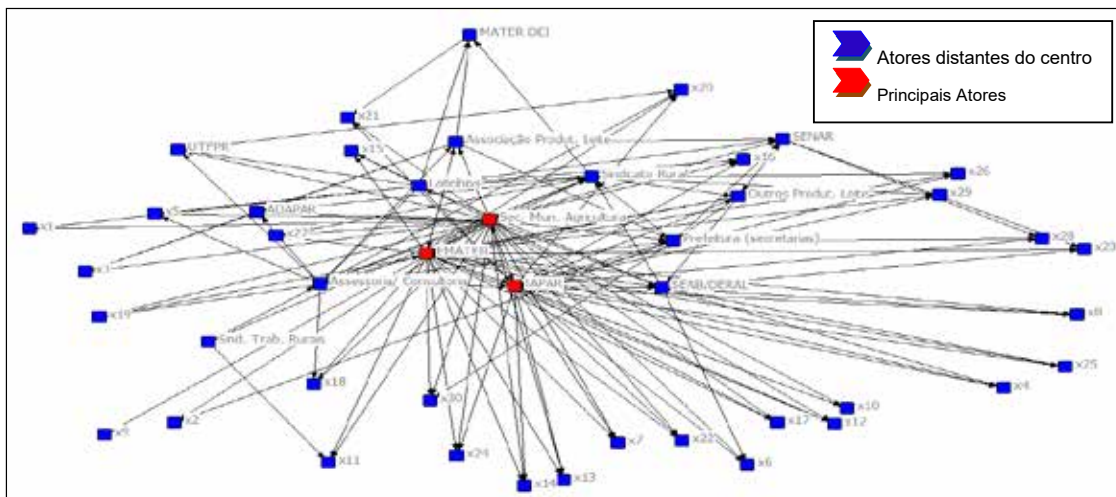 MATER DEI
Atores distantes do centro
Principais Atores
x20
x21
UTFPR
x15
Associação Produt. Leite
SENAR
x16
Laticínios
Sindicato Rural
x26
Outros Produt. Leite
x29
x5
ADAPAR
Sec. Mun. Agricultura
x27
Prefeitura (secretarias)
x28
x23
EMATER
x3
Assessoria/ Consultoria
IAPAR
SEAB/DERAL
x19
x8
Sind. Trab. Rurais
x25
x18
x4
x30
x10
x2
x17
x12
x9
x7
x22
x11
x24
x6
x14
x13